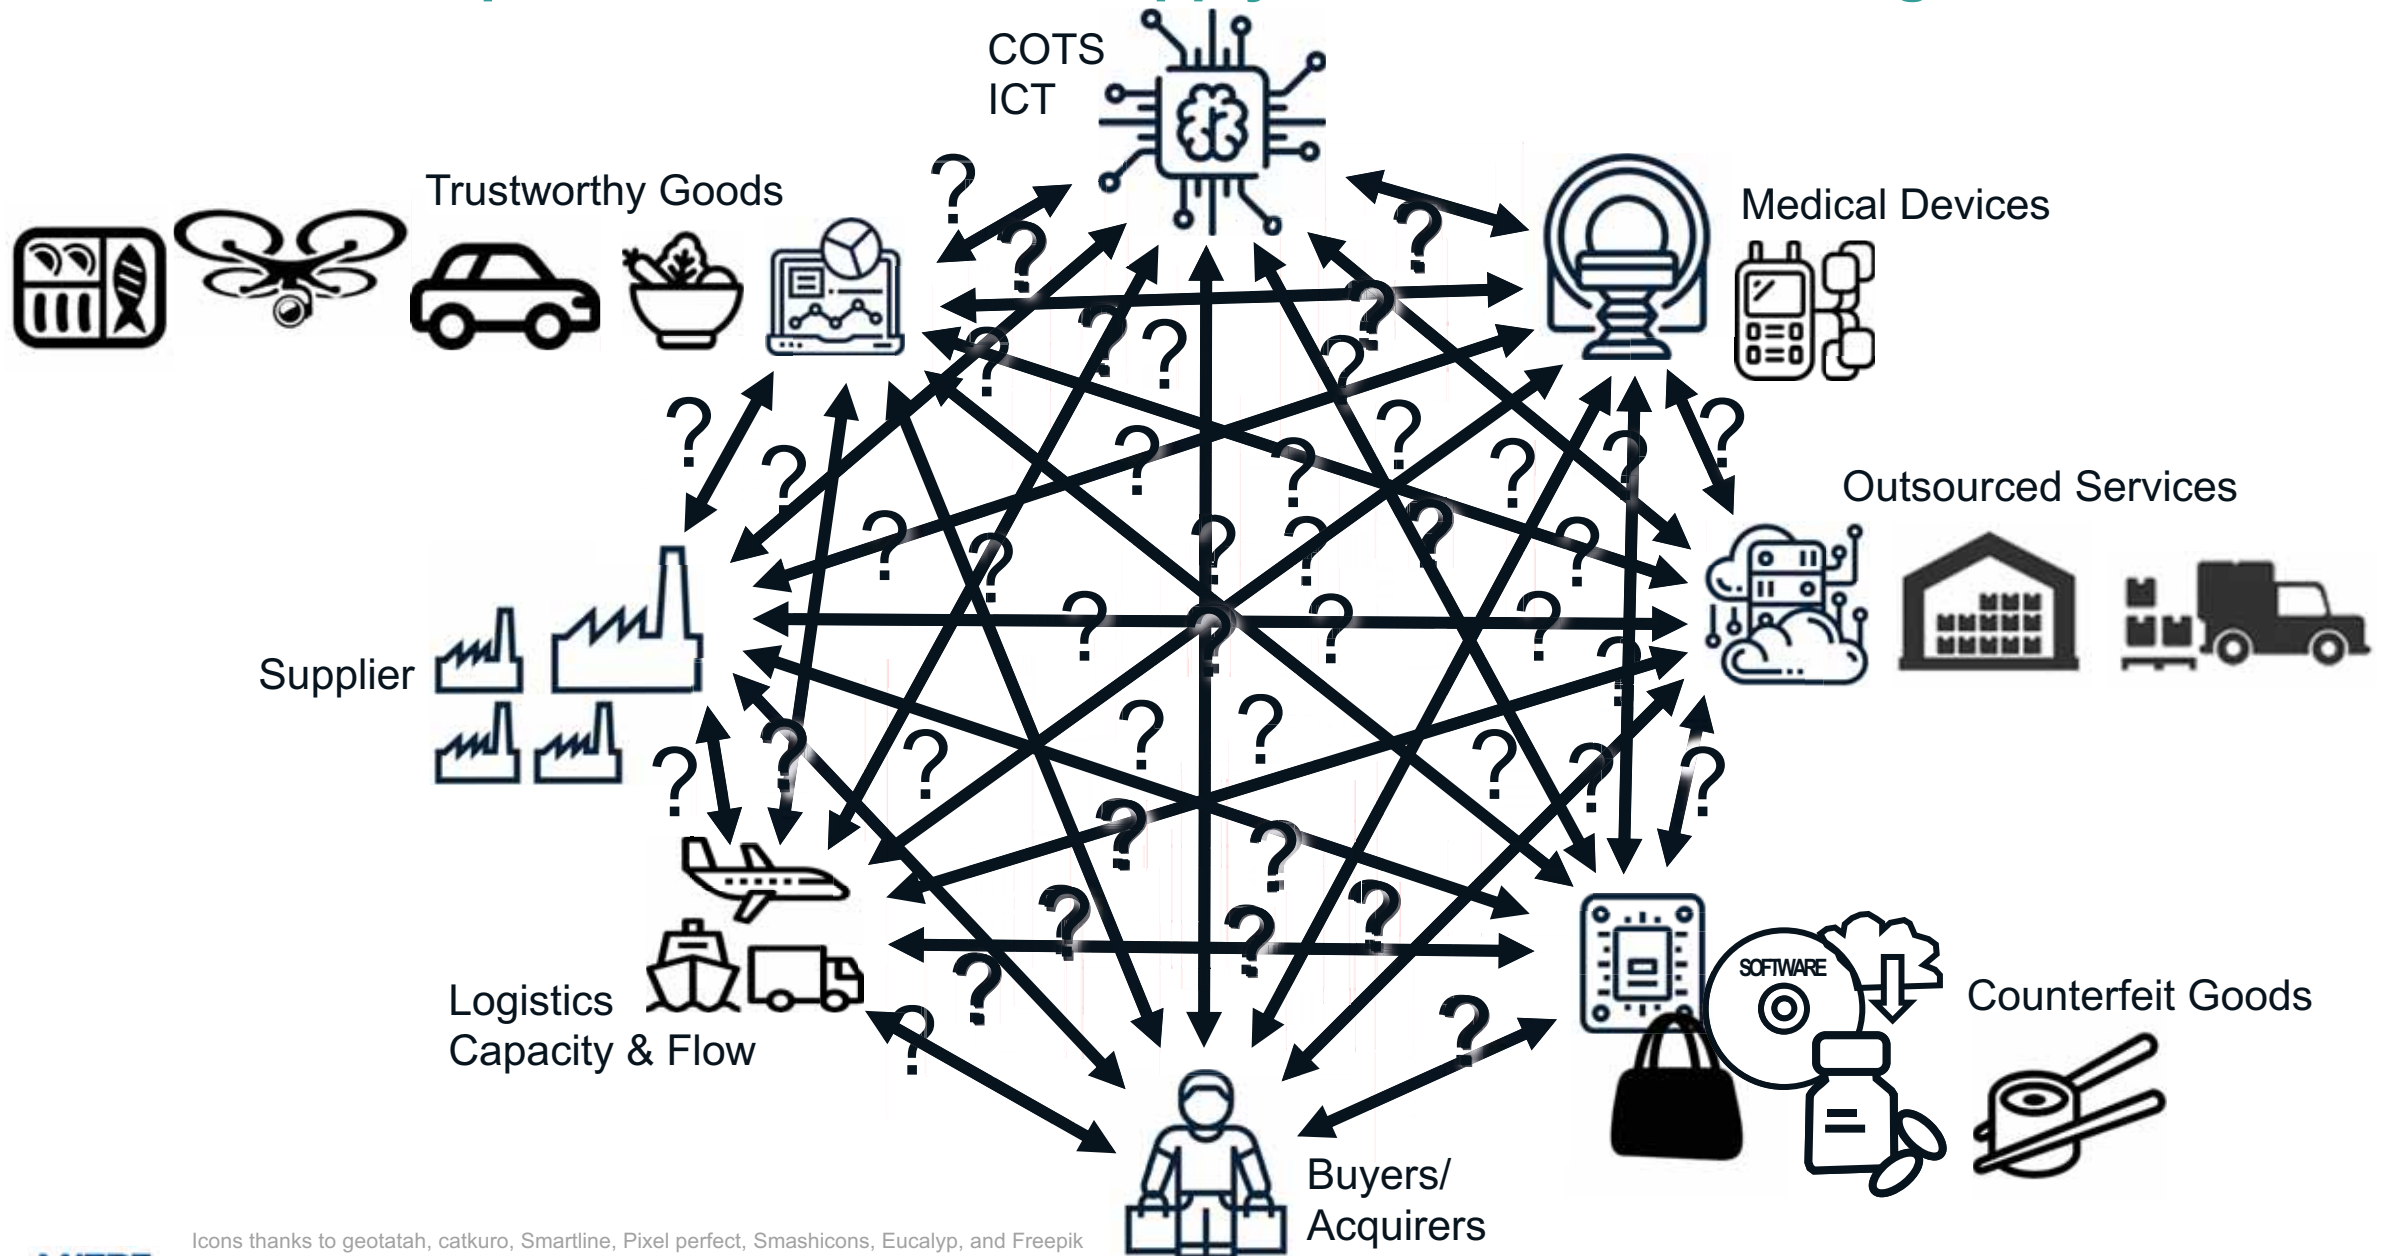 COTS
ICT
Trustworthy Goods
Medical Devices
Outsourced Services
Supplier
Logistics
Capacity & Flow
SOFTWARE
Counterfeit Goods
Buyers/
Acquirers
Icons thanks to geotatah, catkuro, Smartline, Pixel perfect, Smashicons, Eucalyp, and Freepik